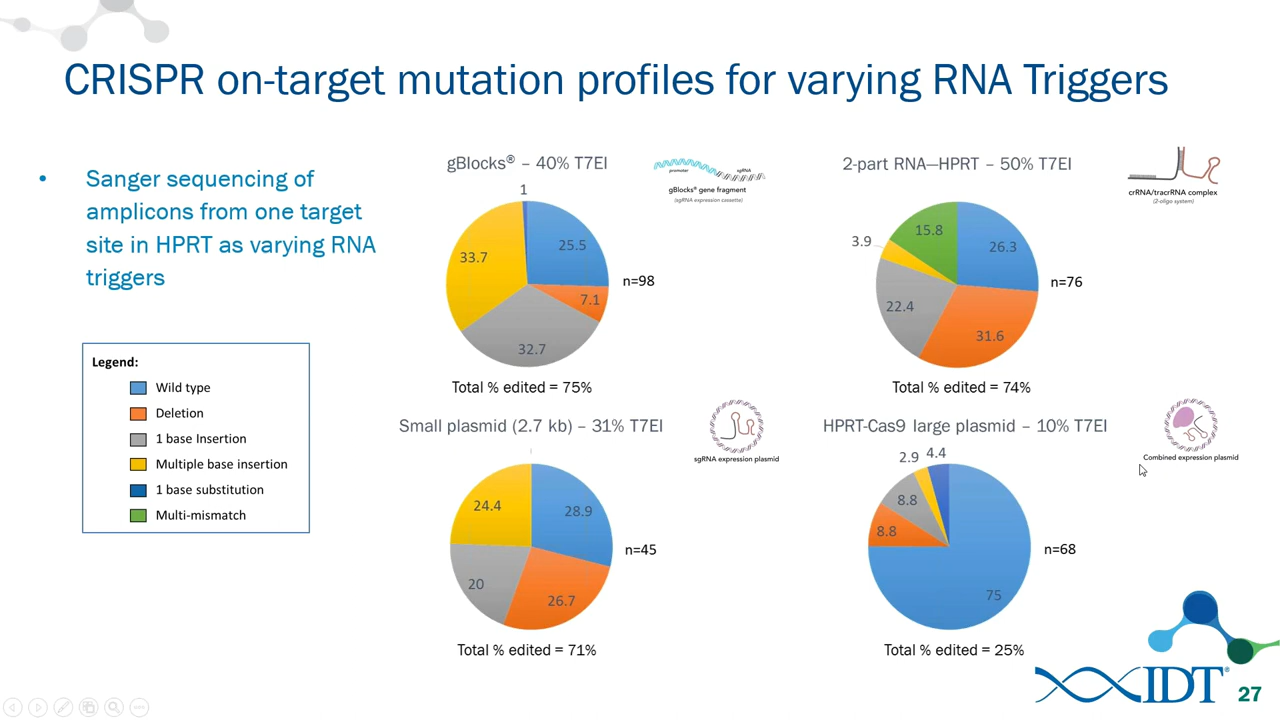 CRISPR on-target mutation profiles for varying RNA Triggers
• Sanger sequencing of
amplicons from one target
site in HPRT as varying RNA
triggers
Legend:
Wild type
Deletion
1 base Insertion
Multiple base insertion
1 base substitution
Multi-mismatch
gBlocks® – 40% T7EI
promoter
sgRNA
gBlocks® gene fragment
(sgRNA expression cassette)
1
25.5
33.7
7.1
32.7
n=98
Total % edited = 75%
2-part RNA—HPRT – 50% T7EI
crRNA/tracrRNA complex
(2-oligo system)
15.8
3.9
26.3
22.4
31.6
n=76
Total % edited = 74%
Small plasmid (2.7 kb) – 31% T7EI
sgRNA expression plasmid
24.4
28.9
20
26.7
n=45
Total % edited = 71%
HPRT-Cas9 large plasmid – 10% T7EI
Combined expression plasmid
2.9
4.4
8.8
8.8
75
n=68
Total % edited = 25%
IDT®
27